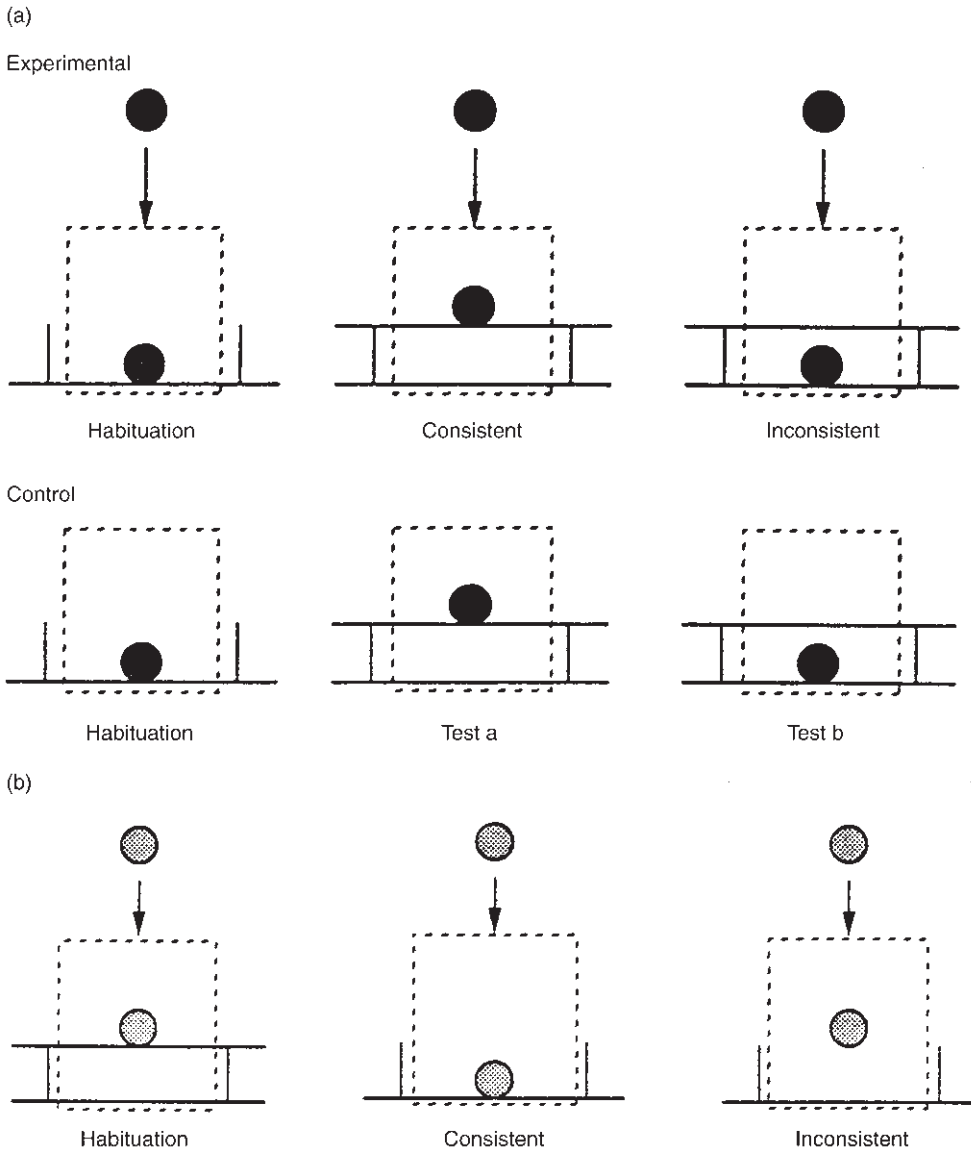 (a)
Experimental
Habituation Consistent Inconsistent
Control
Habituation Test a Test b
(b)
Habituation Consistent Inconsistent